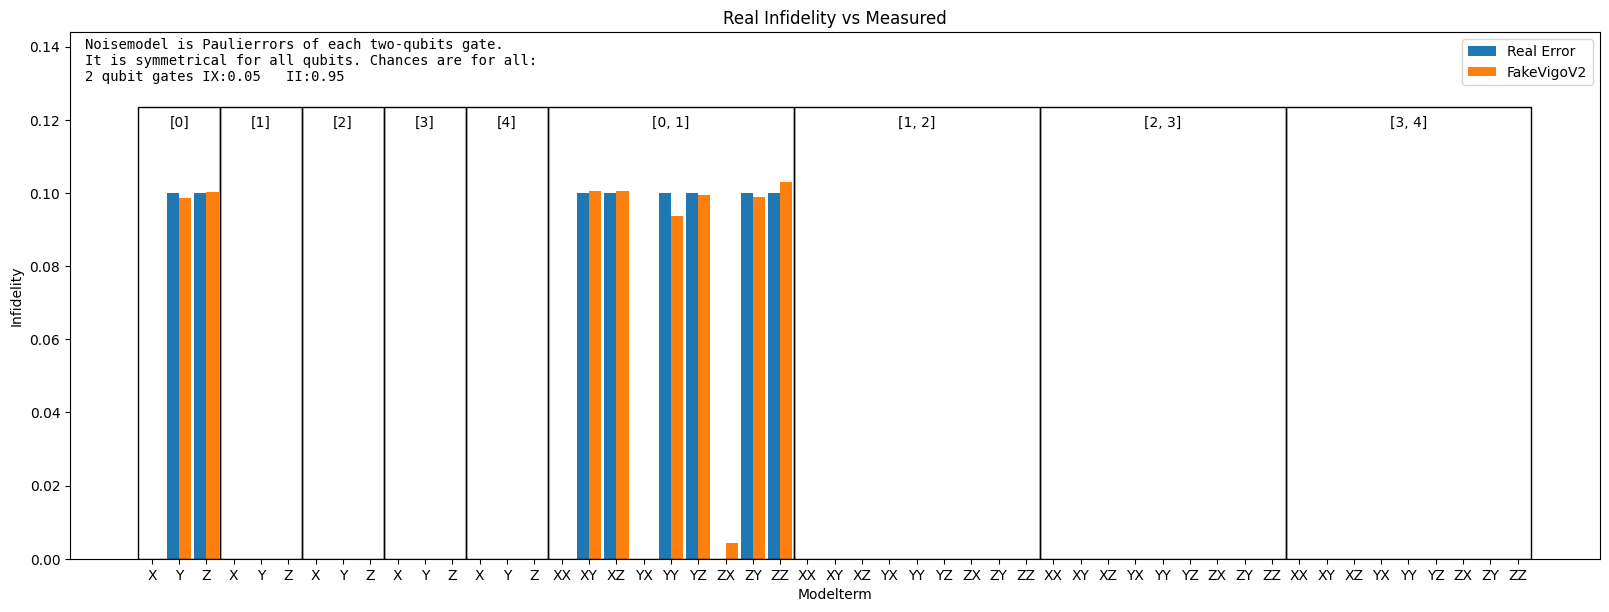 Real Infidelity vs Measured
Noisemodel is Paulierrors of each two-qubits gate.
It is symmetrical for all qubits. Chances are for all:
2 qubit gates IX:0.05   II:0.95
Real Error
FakeVigoV2
[0] [1] [2] [3] [4] [0, 1] [1, 2] [2, 3] [3, 4]
Infidelity
0.14
0.12
0.10
0.08
0.06
0.04
0.02
0.00
X Y Z X Y Z X Y Z X Y Z X Y Z XX XY XZ YX YY YZ ZX ZY ZZ XX XY XZ YX YY YZ ZX ZY ZZ XX XY XZ YX YY YZ ZX ZY ZZ XX XY XZ YX YY YZ ZX ZY ZZ
Modelterm